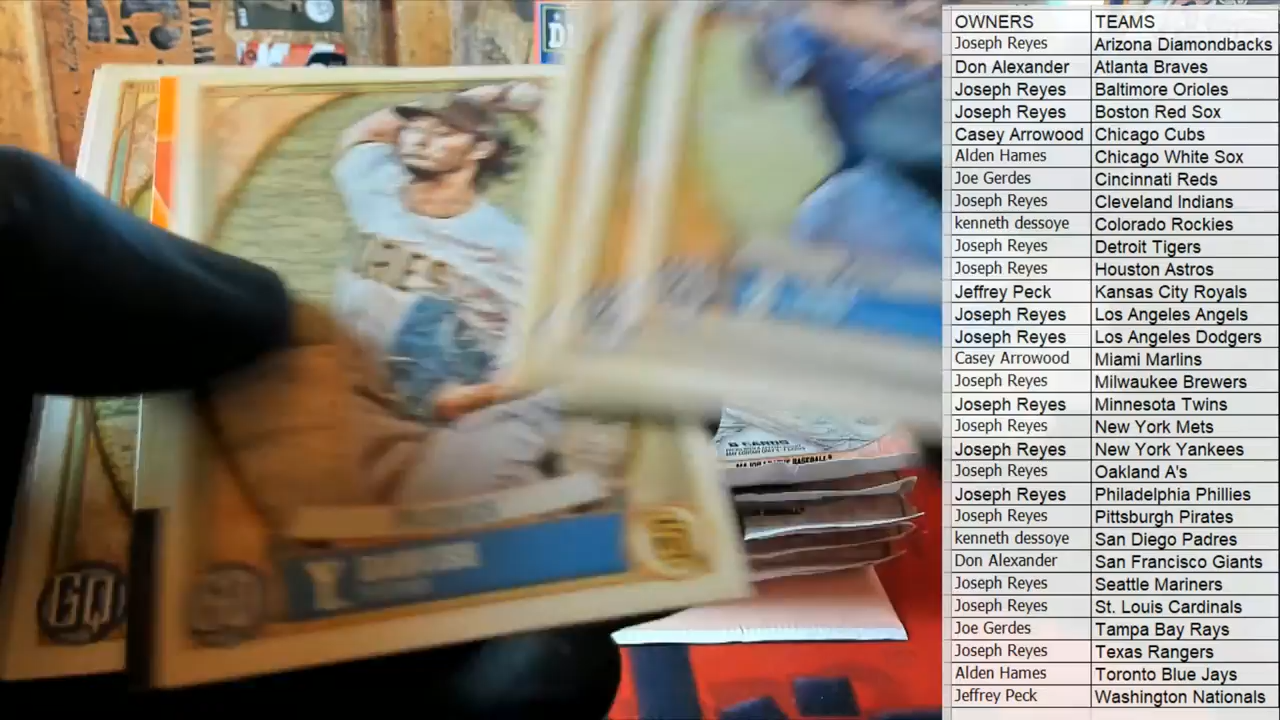 OWNERS TEAMS
Joseph Reyes Arizona Diamondbacks
Don Alexander Atlanta Braves
Joseph Reyes Baltimore Orioles
Joseph Reyes Boston Red Sox
Casey Arrowood Chicago Cubs
Alden Hames Chicago White Sox
Joe Gerdes Cincinnati Reds
Joseph Reyes Cleveland Indians
kenneth dessoye Colorado Rockies
Joseph Reyes Detroit Tigers
Joseph Reyes Houston Astros
Jeffrey Peck Kansas City Royals
Joseph Reyes Los Angeles Angels
Joseph Reyes Los Angeles Dodgers
Casey Arrowood Miami Marlins
Joseph Reyes Milwaukee Brewers
Joseph Reyes Minnesota Twins
Joseph Reyes New York Mets
Joseph Reyes New York Yankees
Joseph Reyes Oakland A's
Joseph Reyes Philadelphia Phillies
Joseph Reyes Pittsburgh Pirates
kenneth dessoye San Diego Padres
Don Alexander San Francisco Giants
Joseph Reyes Seattle Mariners
Joseph Reyes St. Louis Cardinals
Joe Gerdes Tampa Bay Rays
Joseph Reyes Texas Rangers
Alden Hames Toronto Blue Jays
Jeffrey Peck Washington Nationals
GQ
8 CARDS